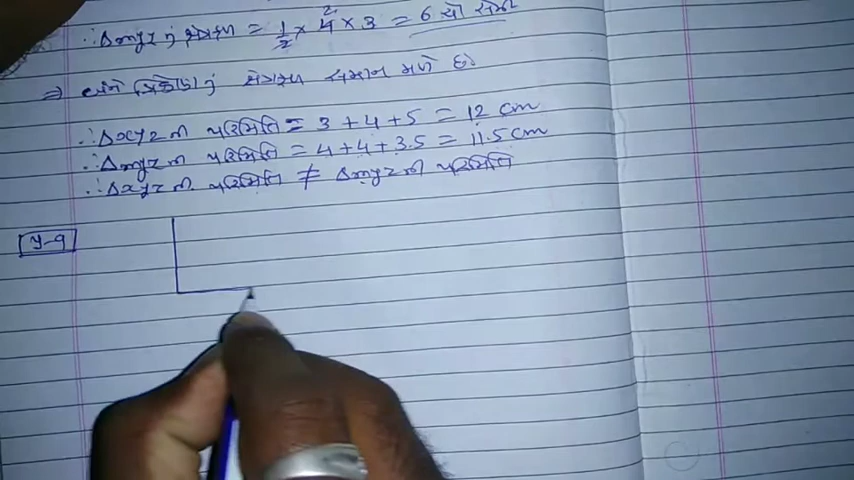 ∴ Δmyz નું ક્ષેત્રફળ = 1/2 × 4 2 × 3 = 6 ચો સેમી
⇒ બંને ત્રિકોણનું ક્ષેત્રફળ સમાન મળે છે.
∴ Δxyz ની પરિમિતિ = 3 + 4 + 5 = 12 cm
∴ Δmyz ની પરિમિતિ = 4 + 4 + 3.5 = 11.5 cm
∴ Δxyz ની પરિમિતિ ≠ Δmyz ની પરિમિતિ